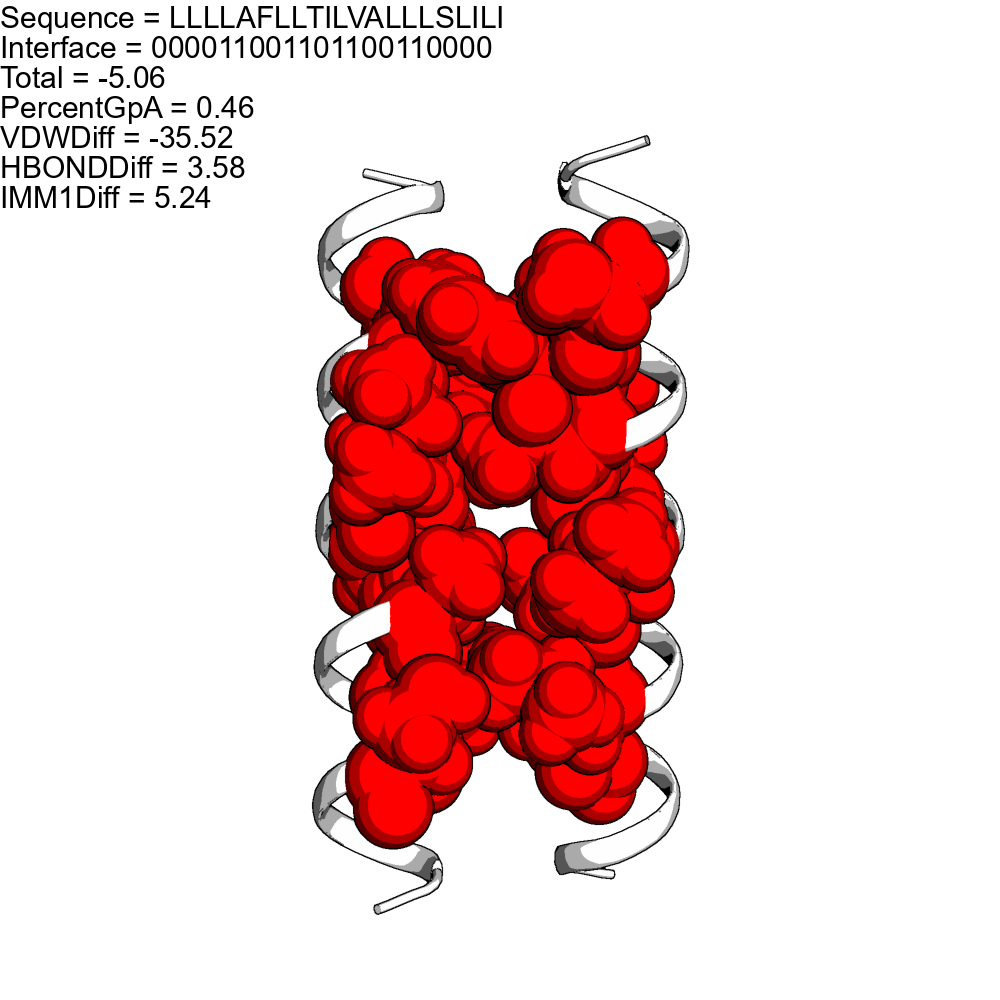 Sequence = LLLLAFLLTILVALLLSLILI
Interface = 000011001101100110000
Total = -5.06
PercentGpA = 0.46
VDWDiff = -35.52
HBONDDiff = 3.58
IMM1Diff = 5.24